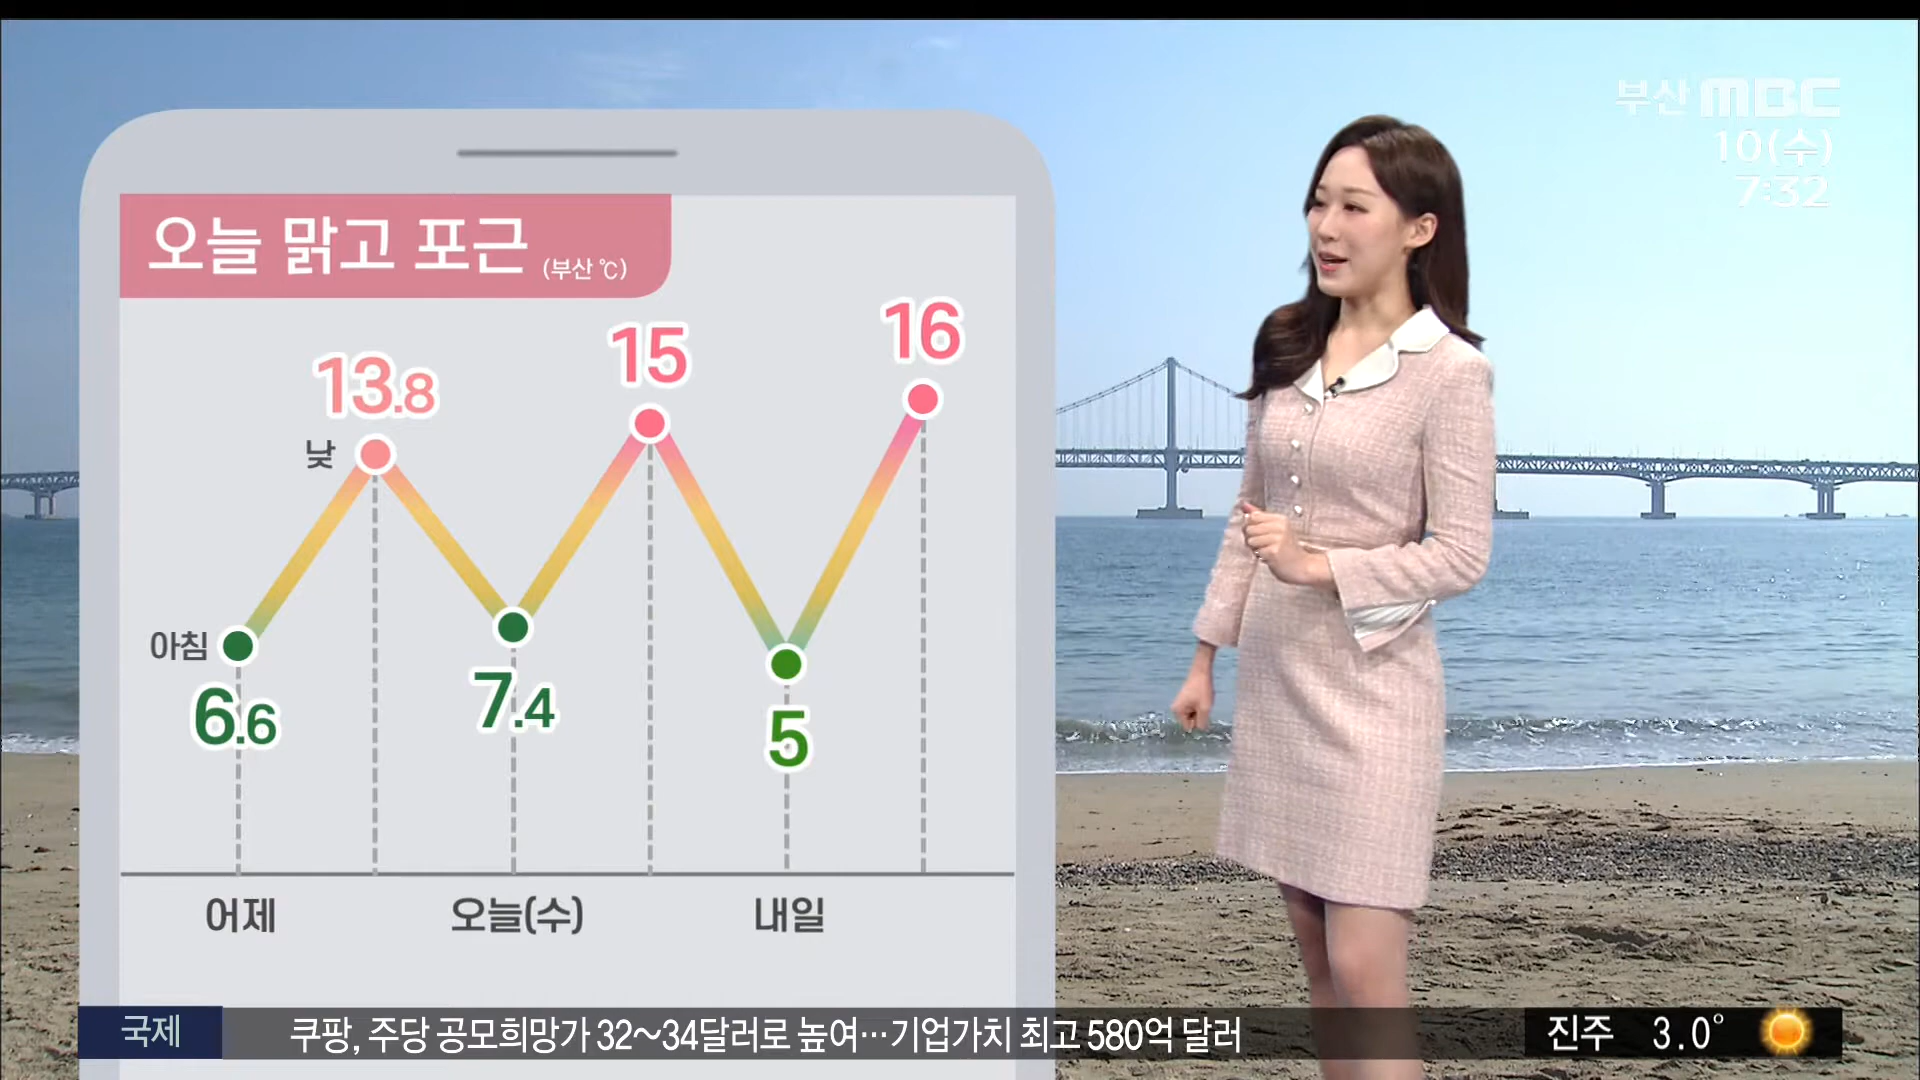 부산 MBC
10(수)
7:32
오늘 맑고 포근 (부산 ℃)
13.8
15
16
낮
아침
6.6
7.4
5
어제
오늘(수)
내일
국제
쿠팡, 주당 공모희망가 32~34달러로 높여…기업가치 최고 580억 달러
진주 3.0°